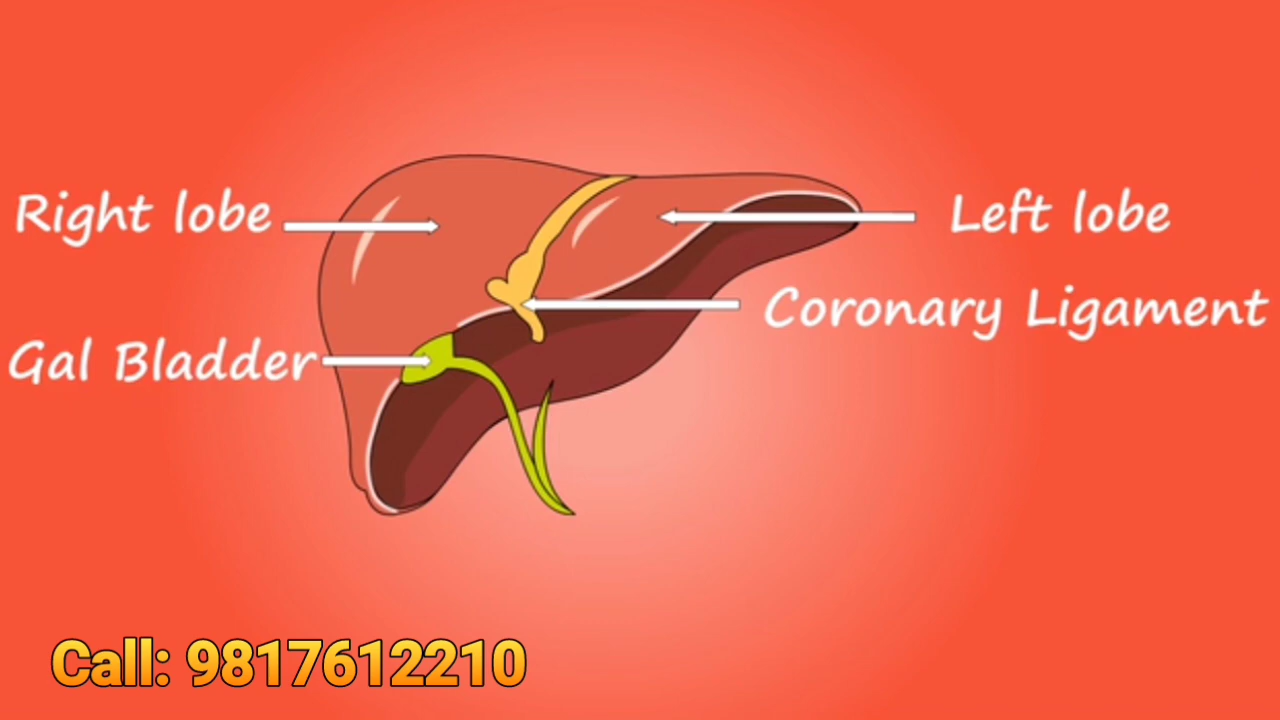 Right lobe
Left lobe
Coronary Ligament
Gal Bladder
Call: 9817612210